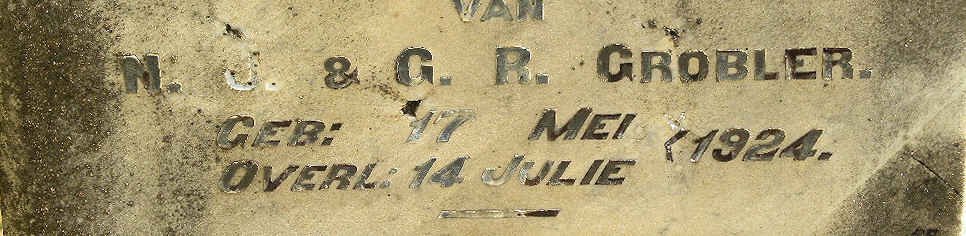 VAN
N. J. & G. R. GROBLER.
GEB: 17 MEI
OVERL: 14 JULIE
1924.